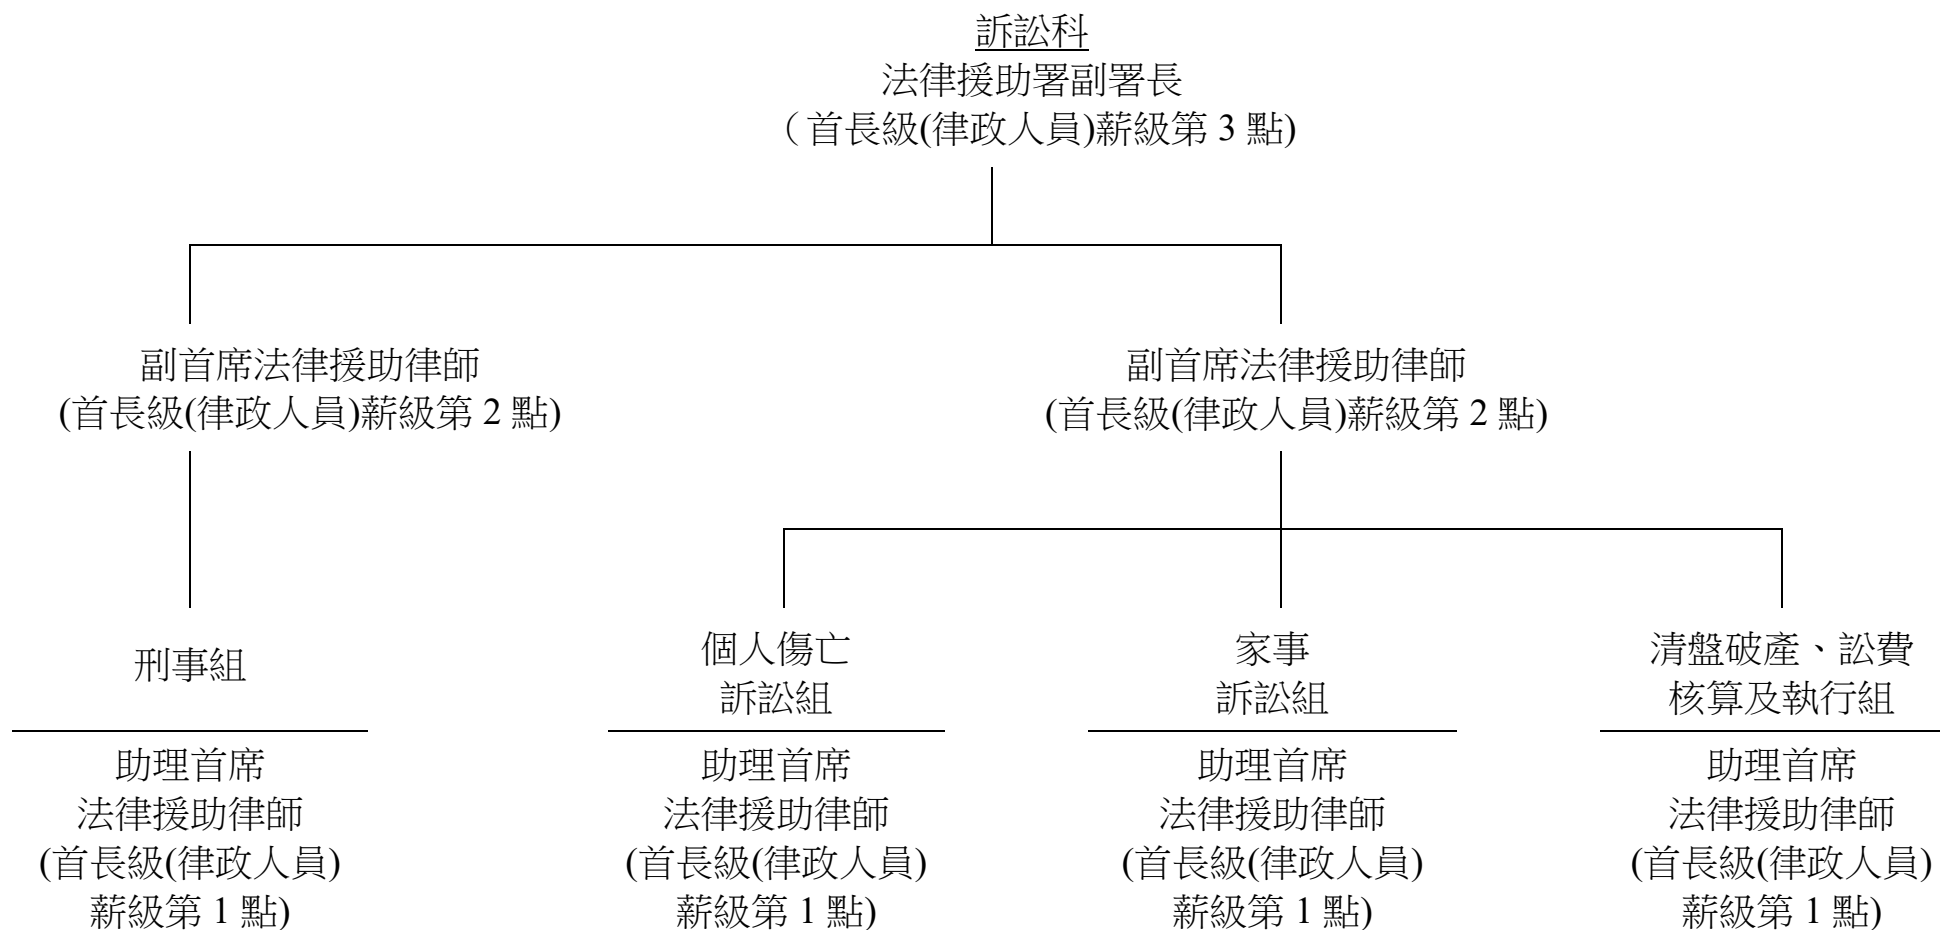 訴訟科
法律援助署副署長
（首長級(律政人員)薪級第 3 點)
副首席法律援助律師
(首長級(律政人員)薪級第 2 點)
副首席法律援助律師
(首長級(律政人員)薪級第 2 點)
刑事組
助理首席
法律援助律師
(首長級(律政人員)
薪級第 1 點)
個人傷亡
訴訟組
助理首席
法律援助律師
(首長級(律政人員)
薪級第 1 點)
家事
訴訟組
助理首席
法律援助律師
(首長級(律政人員)
薪級第 1 點)
清盤破產、訟費
核算及執行組
助理首席
法律援助律師
(首長級(律政人員)
薪級第 1 點)